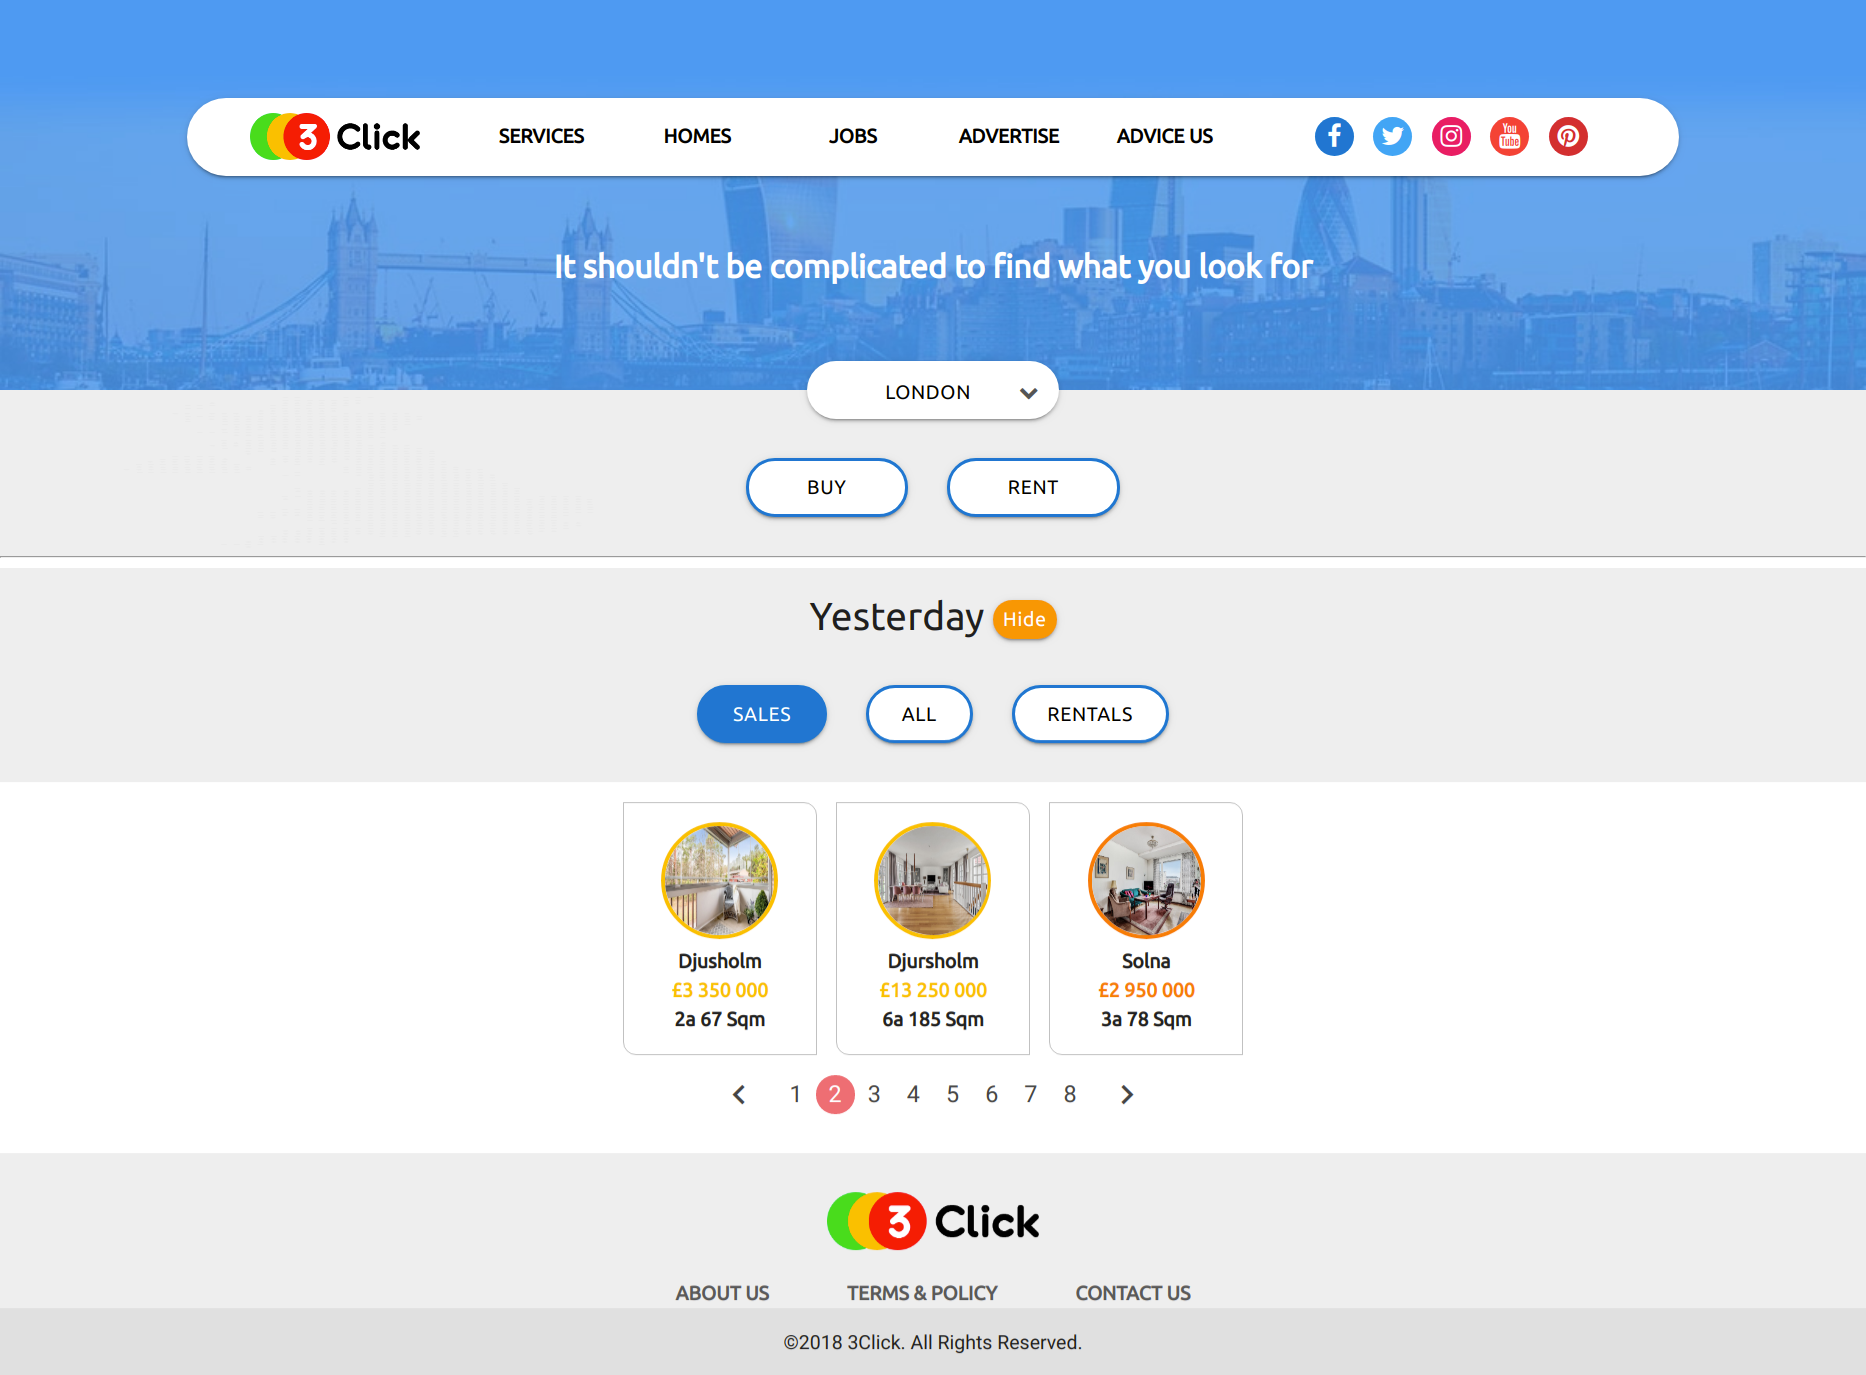 3 Click
SERVICES HOMES JOBS ADVERTISE ADVICE US
You
Tube
It shouldn't be complicated to find what you look for
LONDON
BUY RENT
Yesterday Hide
SALES ALL RENTALS
Djusholm
£3 350 000
2a 67 Sqm
Djursholm
£13 250 000
6a 185 Sqm
Solna
£2 950 000
3a 78 Sqm
1 2 3 4 5 6 7 8
3 Click
ABOUT US TERMS & POLICY CONTACT US
©2018 3Click. All Rights Reserved.